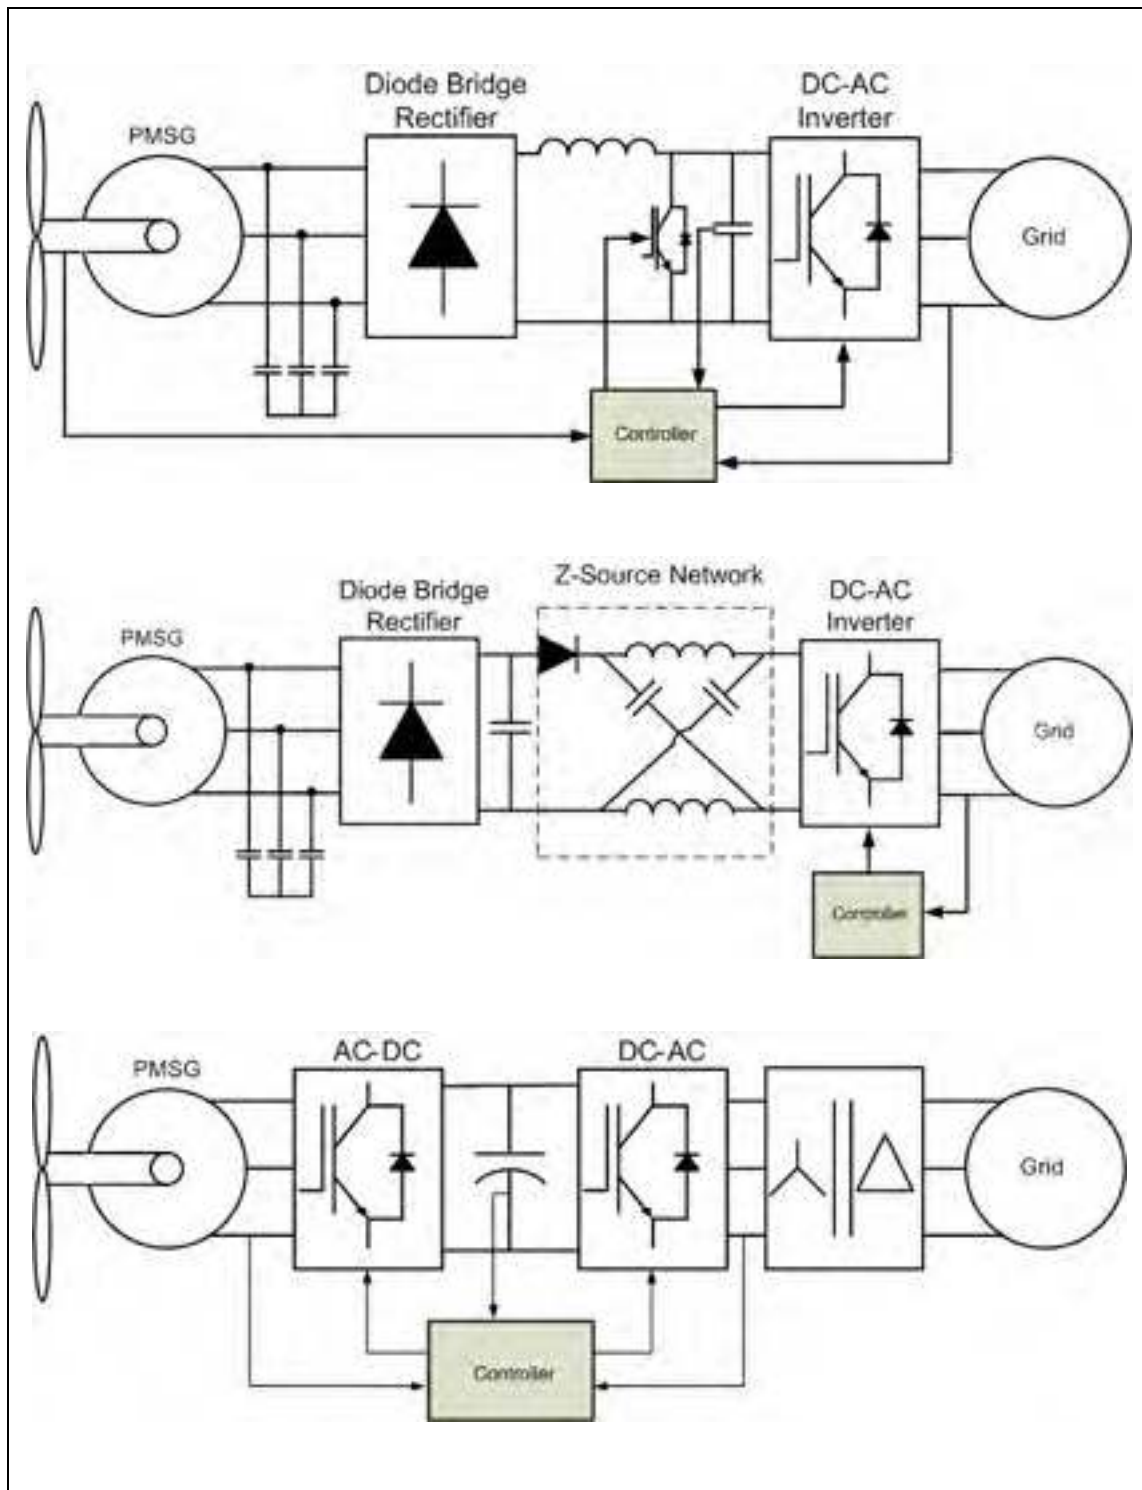 Diode Bridge
Rectifier
DC-AC
Inverter
PMSG
Grid
Controller
Z-Source Network
Diode Bridge
Rectifier
DC-AC
Inverter
PMSG
Grid
Controller
AC-DC
DC-AC
PMSG
Grid
Controller